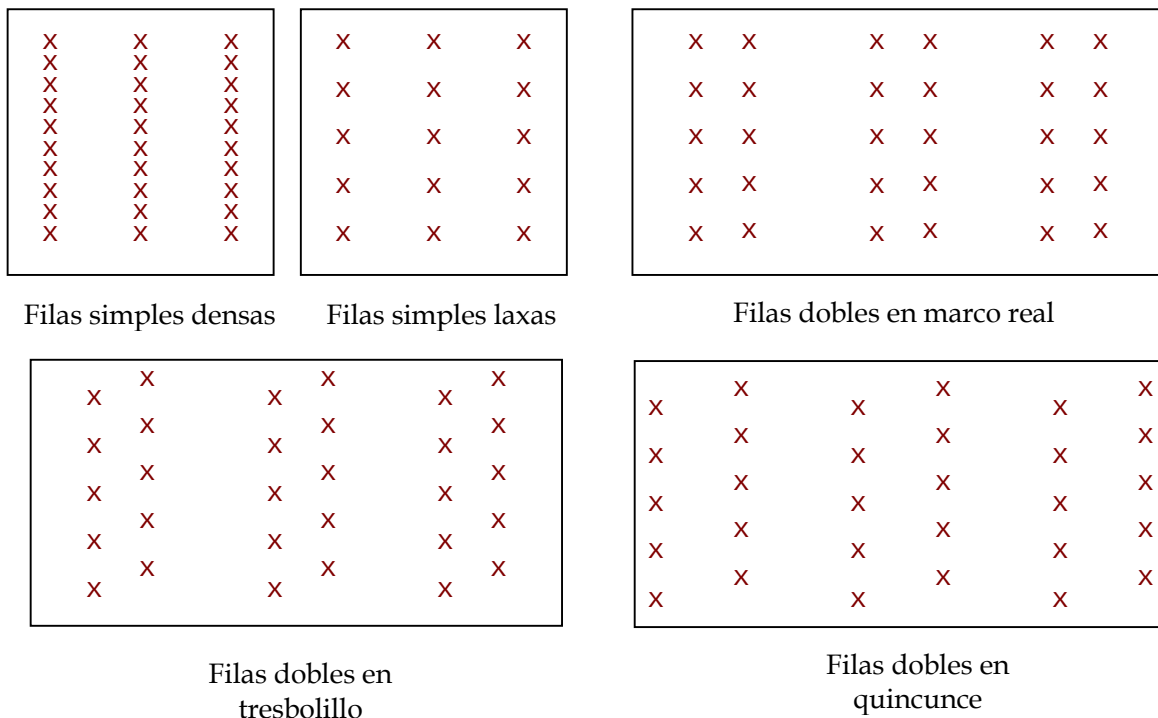 Filas simples densas
Filas simples laxas
Filas dobles en marco real
Filas dobles en
tresbolillo
Filas dobles en
quincunce